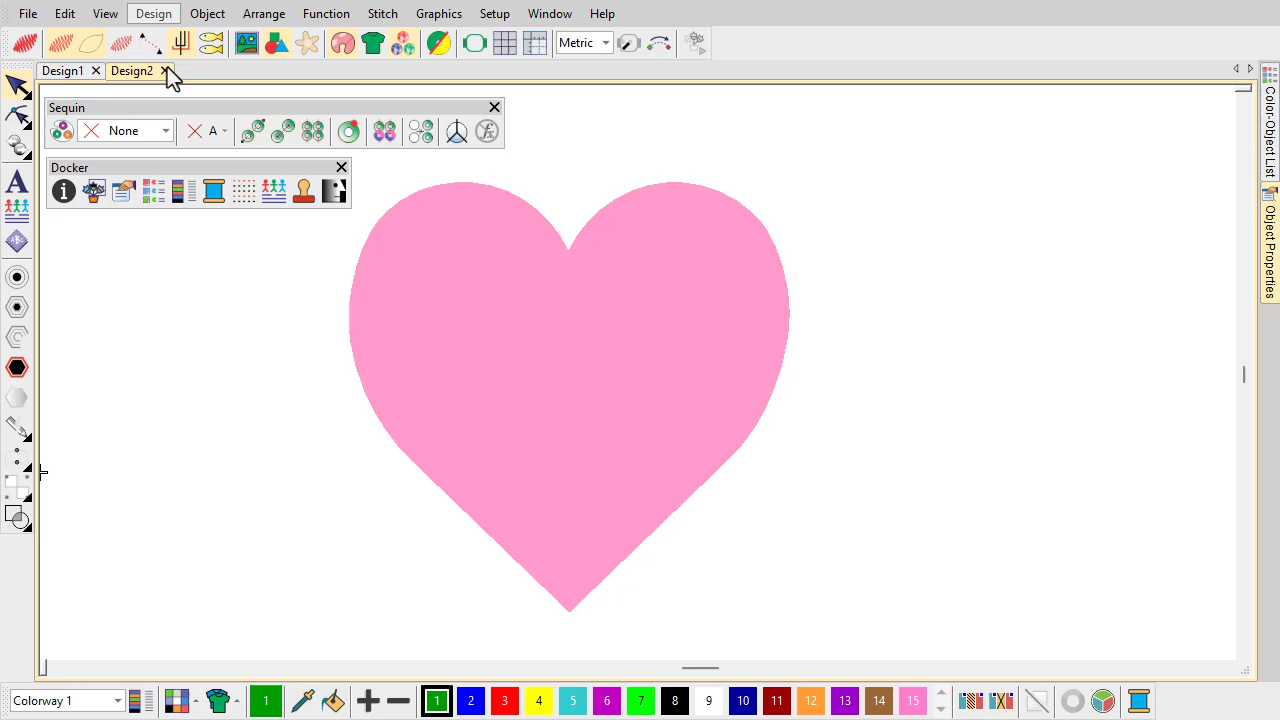 File Edit View Design Object Arrange Function Stitch Graphics Setup Window Help
Metric
Design1 Design2
Sequin
None A
Docker
Color-Object List
Object Properties
A
ABC
Colorway 1 1 1 2 3 4 5 6 7 8 9 10 11 12 13 14 15